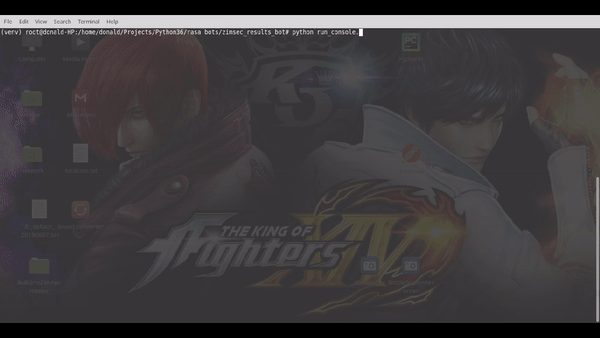 File Edit View Search Terminal Help
(verv) root@donald-HP:/home/donald/Projects/Python36/rasa bots/zimsec_results_bot# python run_console.
THE KING OF
Fighters
XIV